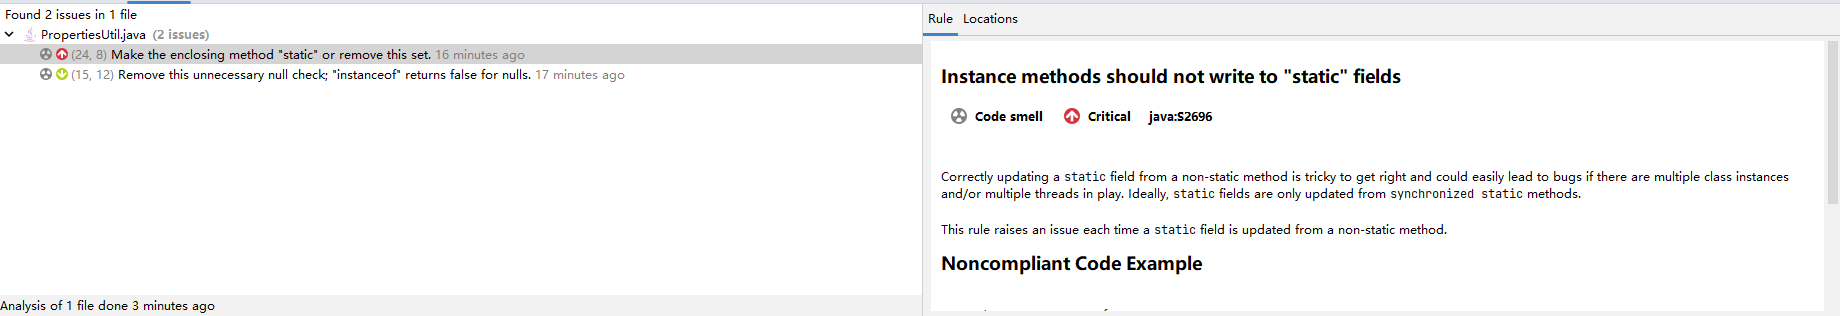 Found 2 issues in 1 file
PropertiesUtil.java (2 issues)
(24, 8) Make the enclosing method "static" or remove this set. 16 minutes ago
(15, 12) Remove this unnecessary null check; "instanceof" returns false for nulls. 17 minutes ago
Analysis of 1 file done 3 minutes ago
Rule Locations
Instance methods should not write to "static" fields
Code smell Critical java:S2696
Correctly updating a static field from a non-static method is tricky to get right and could easily lead to bugs if there are multiple class instances
and/or multiple threads in play. Ideally, static fields are only updated from synchronized static methods.
This rule raises an issue each time a static field is updated from a non-static method.
Noncompliant Code Example